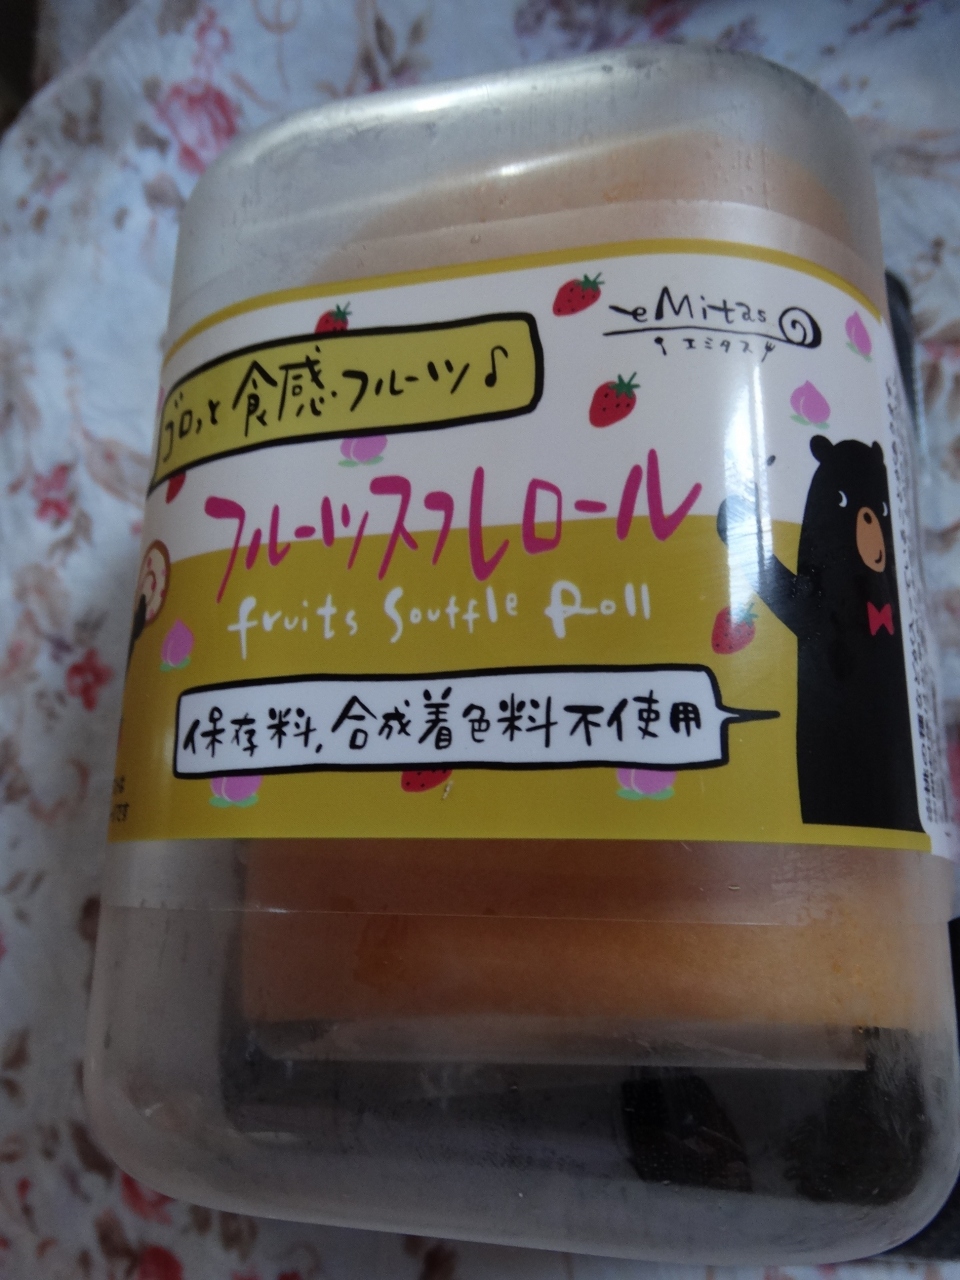 eMitas
エミタス
ゴロッと食感フルーツ♪
フルーツスフレロール
fruits Souffle Roll
保存料,合成着色料不使用